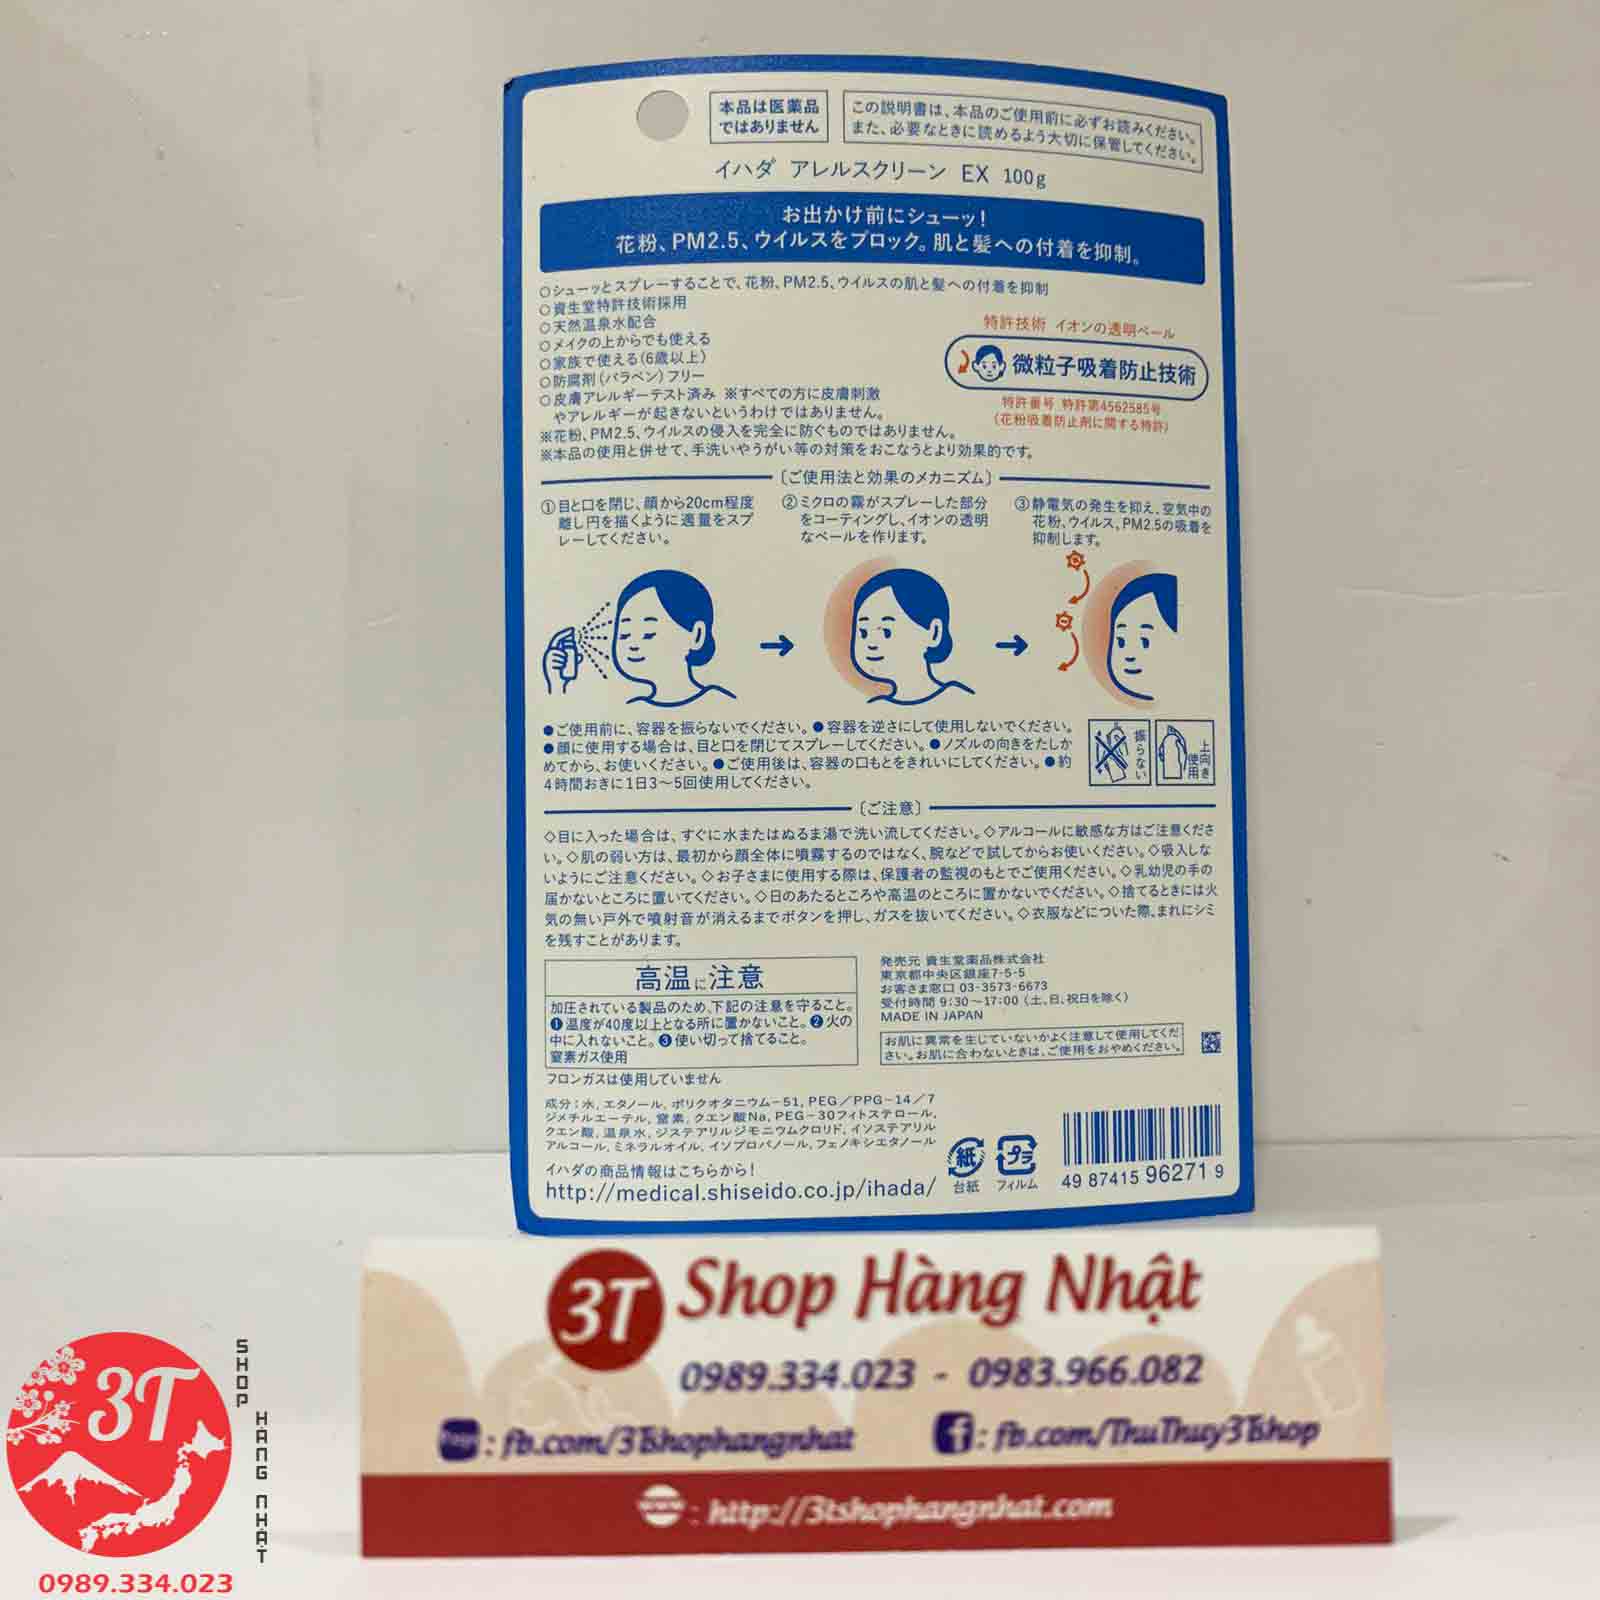 本品は医薬品
ではありません
この説明書は、本品のご使用前に必ずお読みください。
また、必要なときに読めるよう大切に保管してください。
イハダ アレルスクリーン EX 100g
お出かけ前にシューッ!
花粉、PM2.5、ウイルスをブロック。肌と髪への付着を抑制。
○シューッとスプレーすることで、花粉、PM2.5、ウイルスの肌と髪への付着を抑制
○資生堂特許技術採用
○天然温泉水配合
○メイクの上からでも使える
○家族で使える(6歳以上)
○防腐剤(パラベン)フリー
○皮膚アレルギーテスト済み ※すべての方に皮膚刺激
やアレルギーが起きないというわけではありません。
※花粉、PM2.5、ウイルスの侵入を完全に防ぐものではありません。
※本品の使用と併せて、手洗いやうがい等の対策をおこなうとより効果的です。
特許技術 イオンの透明ベール
微粒子吸着防止技術
特許番号 特許第4562585号
(花粉吸着防止剤に関する特許)
〔ご使用法と効果のメカニズム〕
①目と口を閉じ、顔から20cm程度
離し円を描くように適量をスプ
レーしてください。
②ミクロの霧がスプレーした部分
をコーティングし、イオンの透明
なベールを作ります。
③静電気の発生を抑え、空気中の
花粉、ウイルス、PM2.5の吸着を
抑制します。
●ご使用前に、容器を振らないでください。●容器を逆さにして使用しないでください。
●顔に使用する場合は、目と口を閉じてスプレーしてください。●ノズルの向きをたしか
めてから、お使いください。●ご使用後は、容器の口もとをきれいにしてください。●約
4時間おきに1日3〜5回使用してください。
振らない
上向き
使用
〔ご注意〕
◇目に入った場合は、すぐに水またはぬるま湯で洗い流してください。◇アルコールに敏感な方はご注意くださ
い。◇肌の弱い方は、最初から顔全体に噴霧するのではなく、腕などで試してからお使いください。◇吸入しな
いようにご注意ください。◇お子さまに使用する際は、保護者の監視のもとでご使用ください。◇乳幼児の手の
届かないところに置いてください。◇日のあたるところや高温のところに置かないでください。◇捨てるときには火
気の無い戸外で噴射音が消えるまでボタンを押し、ガスを抜いてください。◇衣服などについた際、まれにシミ
を残すことがあります。
高温に注意
加圧されている製品のため、下記の注意を守ること。
❶温度が40度以上となる所に置かないこと。❷火の
中に入れないこと。❸使い切って捨てること。
窒素ガス使用
フロンガスは使用していません
発売元 資生堂薬品株式会社
東京都中央区銀座7-5-5
お客さま窓口 03-3573-6673
受付時間 9:30〜17:00 (土、日、祝日を除く)
MADE IN JAPAN
お肌に異常を生じていないかよく注意して使用してくだ
さい。お肌に合わないときは、ご使用をおやめください。
成分:水, エタノール, ポリクオタニウム-51, PEG/PPG-14/7
ジメチルエーテル, 窒素, クエン酸Na, PEG-30フィトステロール,
クエン酸, 温泉水, ジステアリルジモニウムクロリド, イソステアリル
アルコール, ミネラルオイル, イソプロパノール, フェノキシエタノール
イハダの商品情報はこちらから!
http://medical.shiseido.co.jp/ihada/
紙
台紙
プラ
フィルム
49 87415 96271 9
3T Shop Hàng Nhật
0989.334.023 - 0983.966.082
: fb.com/3Tshophangnhat
f : fb.com/ThuThuy3Tshop
www : http://3tshophangnhat.com
3T
SHOP
HÀNG NHẬT
0989.334.023